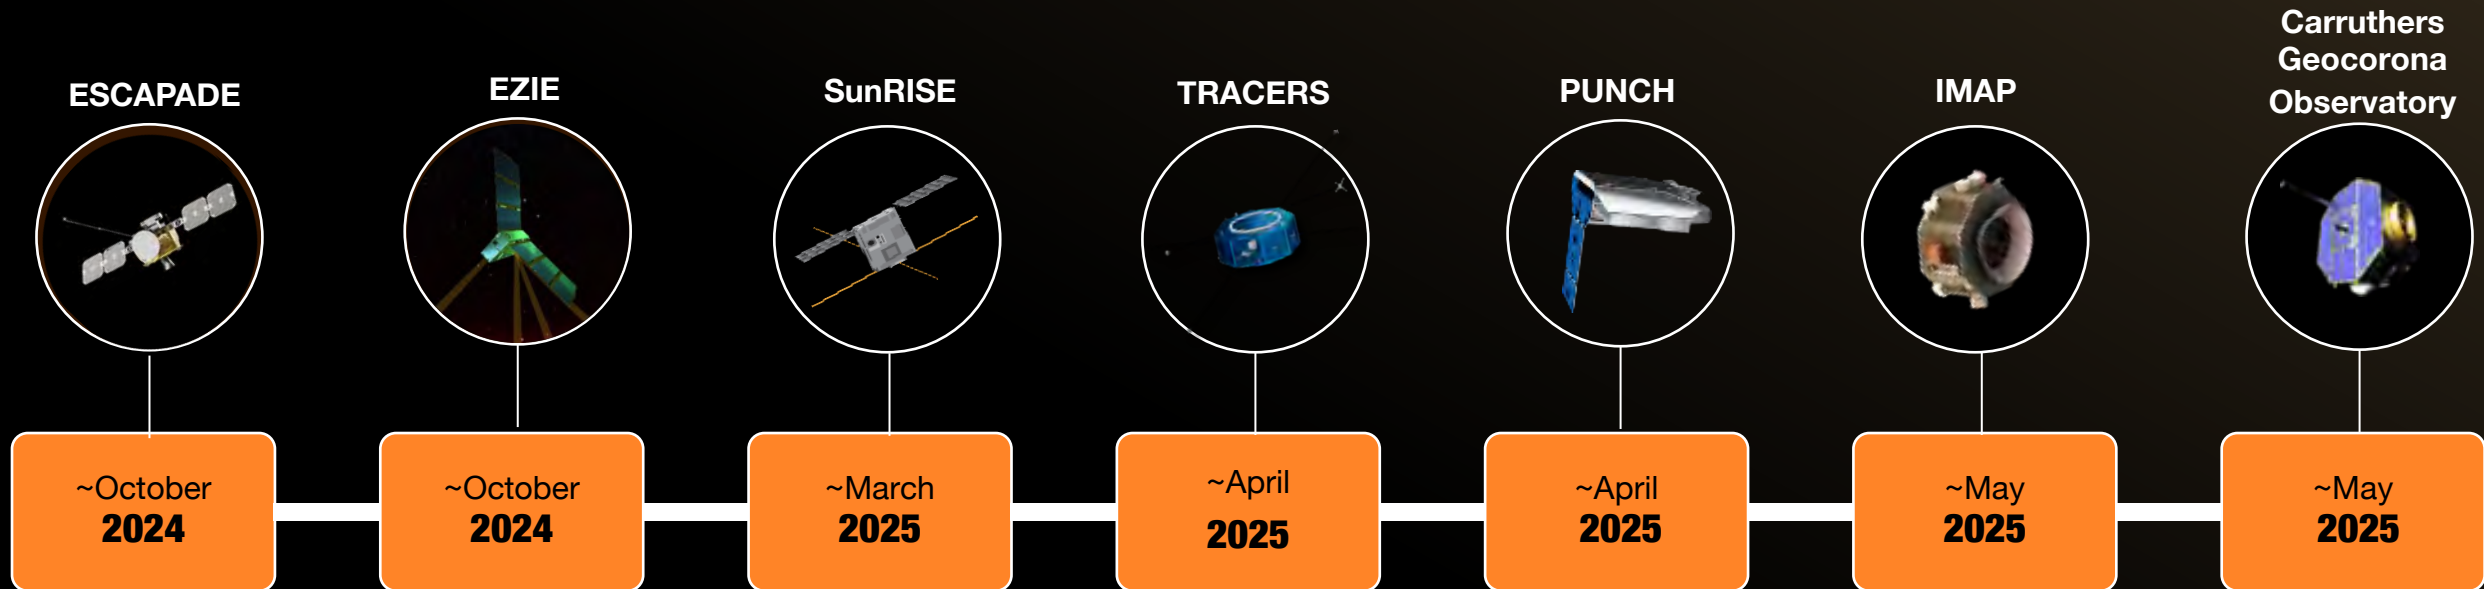 ESCAPADE
~October
2024
EZIE
~October
2024
SunRISE
~March
2025
TRACERS
~April
2025
PUNCH
~April
2025
IMAP
~May
2025
Carruthers
Geocorona
Observatory
~May
2025